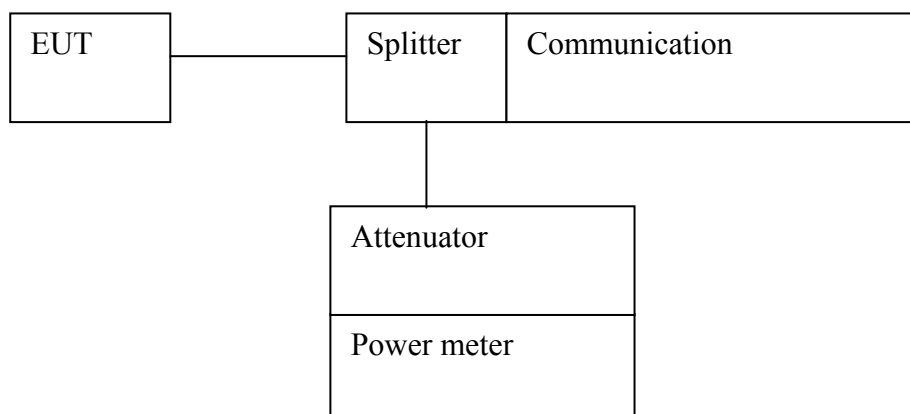 EUT
Splitter
Communication
Attenuator
Power meter